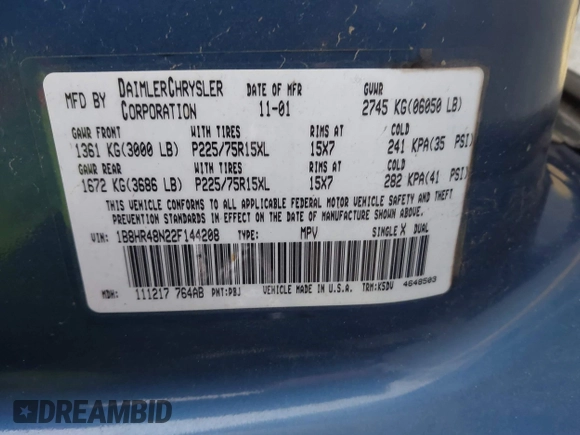 MFD BY DAIMLERCHRYSLER CORPORATION DATE OF MFR 11-01 GVWR 2745 KG(06050 LB)
GAWR FRONT WITH TIRES RIMS AT COLD
1361 KG(3000 LB) P225/75R15XL 15X7 241 KPA(35 PSI)
GAWR REAR WITH TIRES RIMS AT COLD
1672 KG(3686 LB) P225/75R15XL 15X7 282 KPA(41 PSI)
THIS VEHICLE CONFORMS TO ALL APPLICABLE FEDERAL MOTOR VEHICLE SAFETY AND THEFT
PREVENTION STANDARDS IN EFFECT ON THE DATE OF MANUFACTURE SHOWN ABOVE.
VIN: 1B8HR48N22F144208 TYPE: MPV SINGLE X DUAL
MDH: 111217 764AB PNT:PBJ VEHICLE MADE IN U.S.A. TRM:K5DV 4648503
DREAMBID